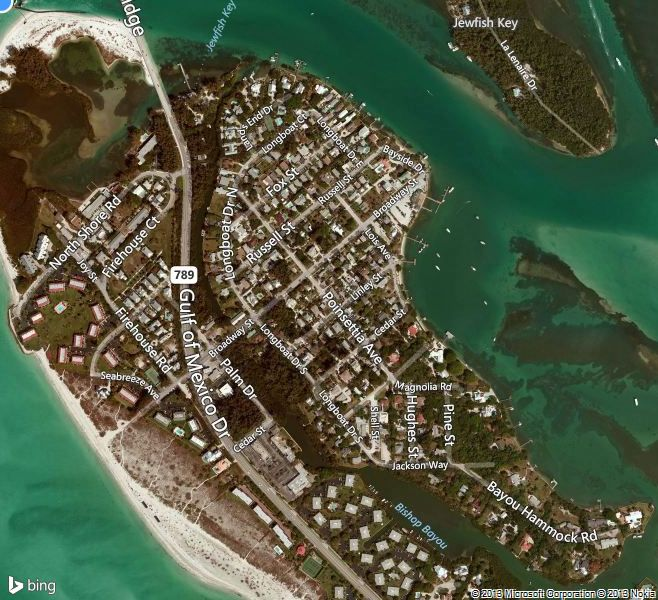 Jewfish Key
La Lenaire Dr
Jewfish Key
idge
End Dr
Longboat Ct
Longboat Dr
Bayside Dr
Fox St
Russell St
Broadway St
North Shore Rd
Firehouse Ct
Longboat Dr N
Russell St
Lois Ave
789
Gulf of Mexico Dr
Linley St
Poinsettia Ave
Cedar St
Firehouse Rd
Broadway St
Longboat Dr S
Palm Dr
Seabreeze Ave
Magnolia Rd
Longboat Dr S
Shell St
Hughes St
Pine St
Cedar St
Jackson Way
Bayou Hammock Rd
Bishop Bayou
bing
© 2013 Microsoft Corporation © 2013 Nokia